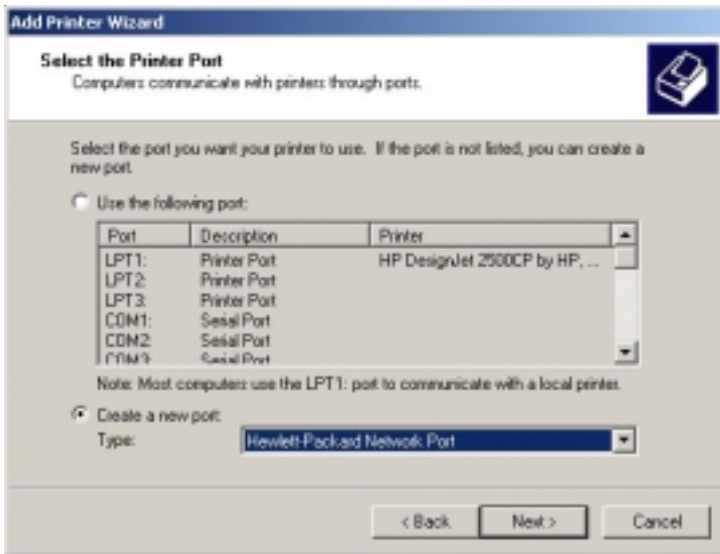 Add Printer Wizard
Select the Printer Port
Computers communicate with printers through ports.
Select the port you want your printer to use. If the port is not listed, you can create a
new port.
Use the following port:
Port Description Printer
LPT1: Printer Port HP DesignJet 2500CP by HP, ...
LPT2: Printer Port
LPT3: Printer Port
COM1: Serial Port
COM2: Serial Port
COM3: Serial Port
Note: Most computers use the LPT1: port to communicate with a local printer.
Create a new port:
Type: Hewlett-Packard Network Port
< Back Next > Cancel